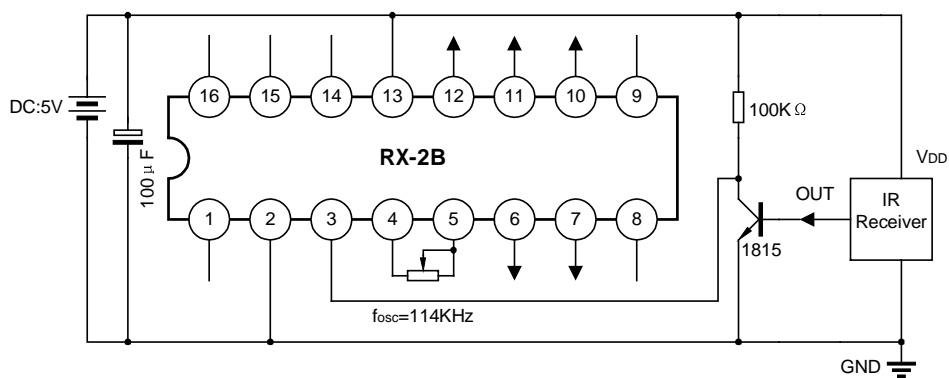 16
15
14
13
12
11
10
9
DC:5V
100μF
RX-2B
100KΩ
VDD
OUT
IR
Receiver
1
2
3
4
5
6
7
8
1815
fosc=114KHz
GND